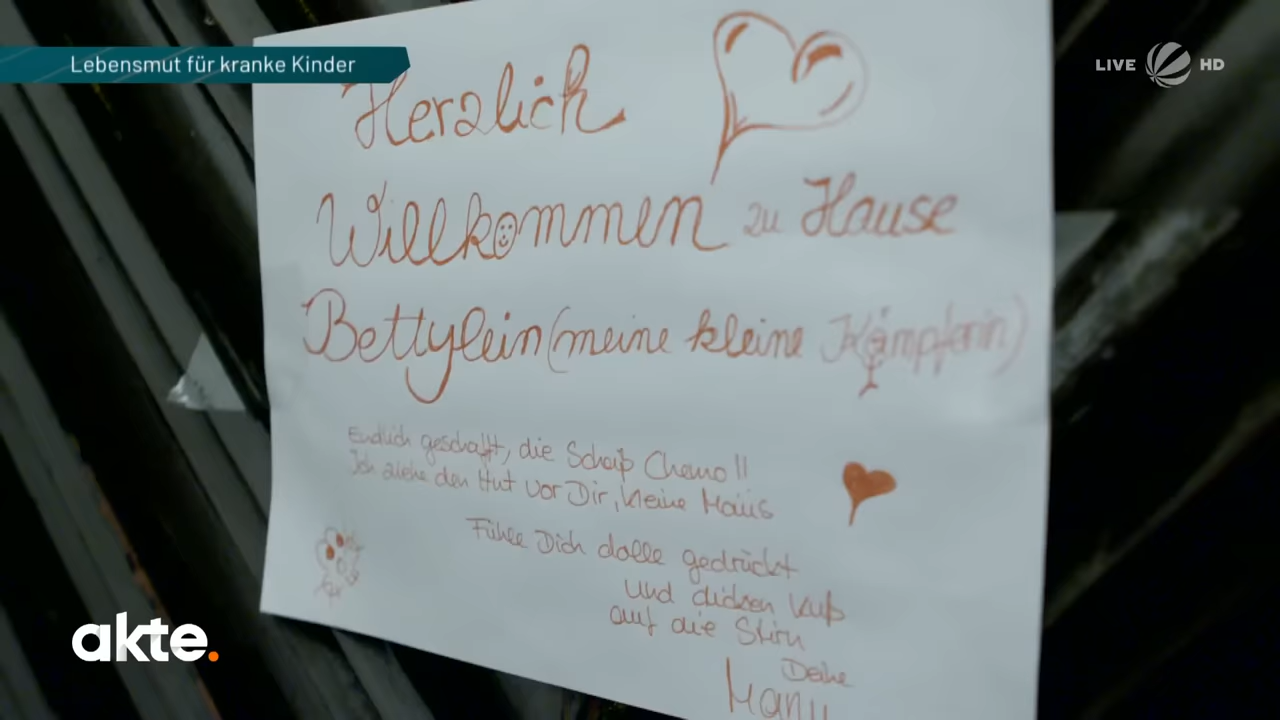 Lebensmut für kranke Kinder
LIVE HD
Herzlich
Willkommen zu Hause
Bettylein (meine kleine Kämpferin)
Endlich geschafft, die Scheiß Chemo!!
Ich ziehe den Hut vor Dir, kleine Maus
Fühle Dich dolle gedrückt
und dicken Kuß
auf die Stirn
Deine
Manu
akte.